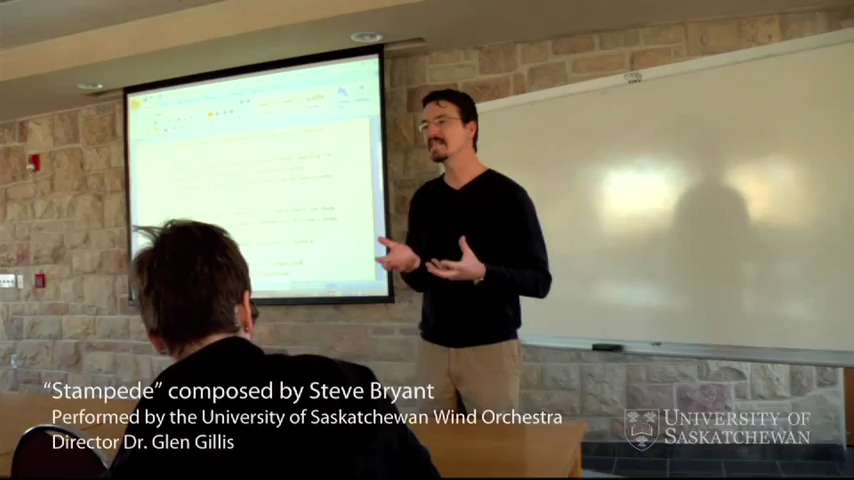 “Stampede” composed by Steve Bryant
Performed by the University of Saskatchewan Wind Orchestra
Director Dr. Glen Gillis
UNIVERSITY OF
SASKATCHEWAN